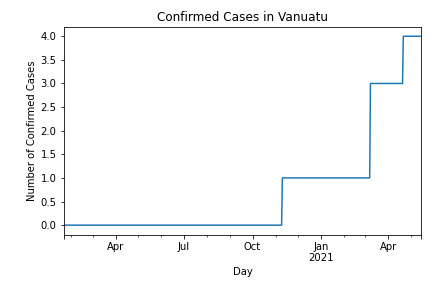 Confirmed Cases in Vanuatu
Number of Confirmed Cases
4.0
3.5
3.0
2.5
2.0
1.5
1.0
0.5
0.0
Apr Jul Oct Jan Apr
2021
Day